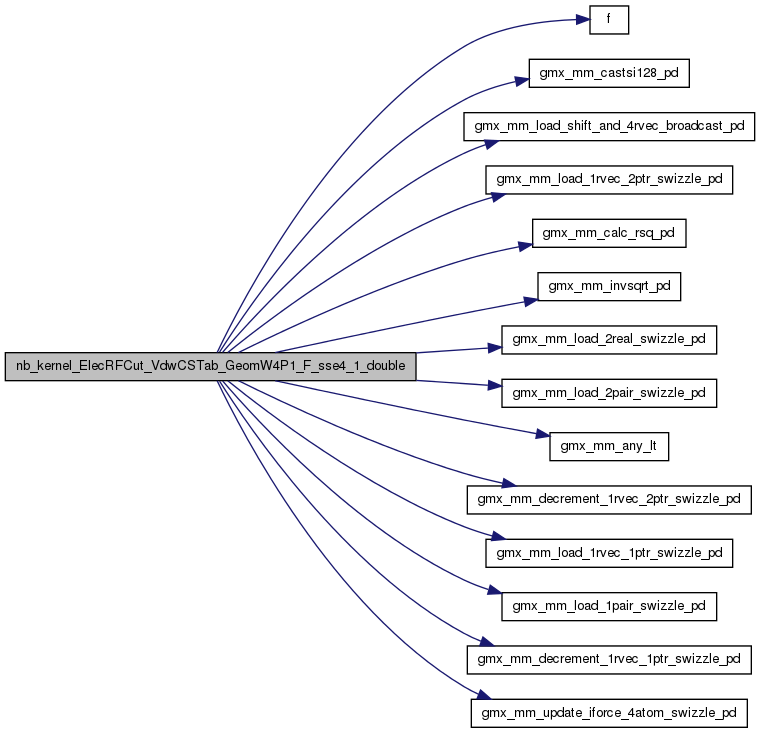 f
gmx_mm_castsi128_pd
gmx_mm_load_shift_and_4rvec_broadcast_pd
gmx_mm_load_1rvec_2ptr_swizzle_pd
gmx_mm_calc_rsq_pd
gmx_mm_invsqrt_pd
gmx_mm_load_2real_swizzle_pd
nb_kernel_ElecRFCut_VdwCSTab_GeomW4P1_F_sse4_1_double
gmx_mm_load_2pair_swizzle_pd
gmx_mm_any_lt
gmx_mm_decrement_1rvec_2ptr_swizzle_pd
gmx_mm_load_1rvec_1ptr_swizzle_pd
gmx_mm_load_1pair_swizzle_pd
gmx_mm_decrement_1rvec_1ptr_swizzle_pd
gmx_mm_update_iforce_4atom_swizzle_pd